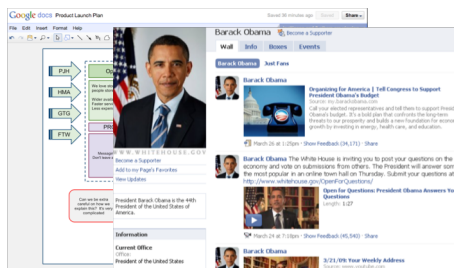 Google docs Product Launch Plan
Saved 39 minutes ago Saved Share
File Edit Insert Format Help
PJH
HMA
GTG
FTW
Can we be extra
careful on how we
explain this? It's very
complicated
WWW.WHITEHOUSE.GOV
Become a Supporter
Add to my Page's Favorites
View Updates
President Barack Obama is the 44th
President of the United States of
America.
Information
Current Office
Office:
President of the United States
Barack Obama Become a Supporter
Wall Info Boxes Events
Barack Obama Just Fans
Barack Obama
Organizing for America | Tell Congress to Support
President Obama's Budget
Source: my.barackobama.com
Call your elected representatives and tell them to support Presid
Obama's budget. It's a bold plan that confronts the long-term
threats to our prosperity and builds a new foundation for econom
growth by investing in energy, health care, and education.
March 26 at 1:25pm · Show Feedback (34,171) · Share
Barack Obama The White House is inviting you to post your questions on the
economy and vote on submissions from others. The President will answer som
the most popular in an online town hall on Thursday. Submit your questions at
http://www.whitehouse.gov/OpenForQuestions/
Open for Questions: President Obama Answers Yo
Questions
Length: 1:27
March 24 at 7:18pm · Show Feedback (45,540) · Share
Barack Obama
3/21/09: Your Weekly Address
Source: www.youtube.com